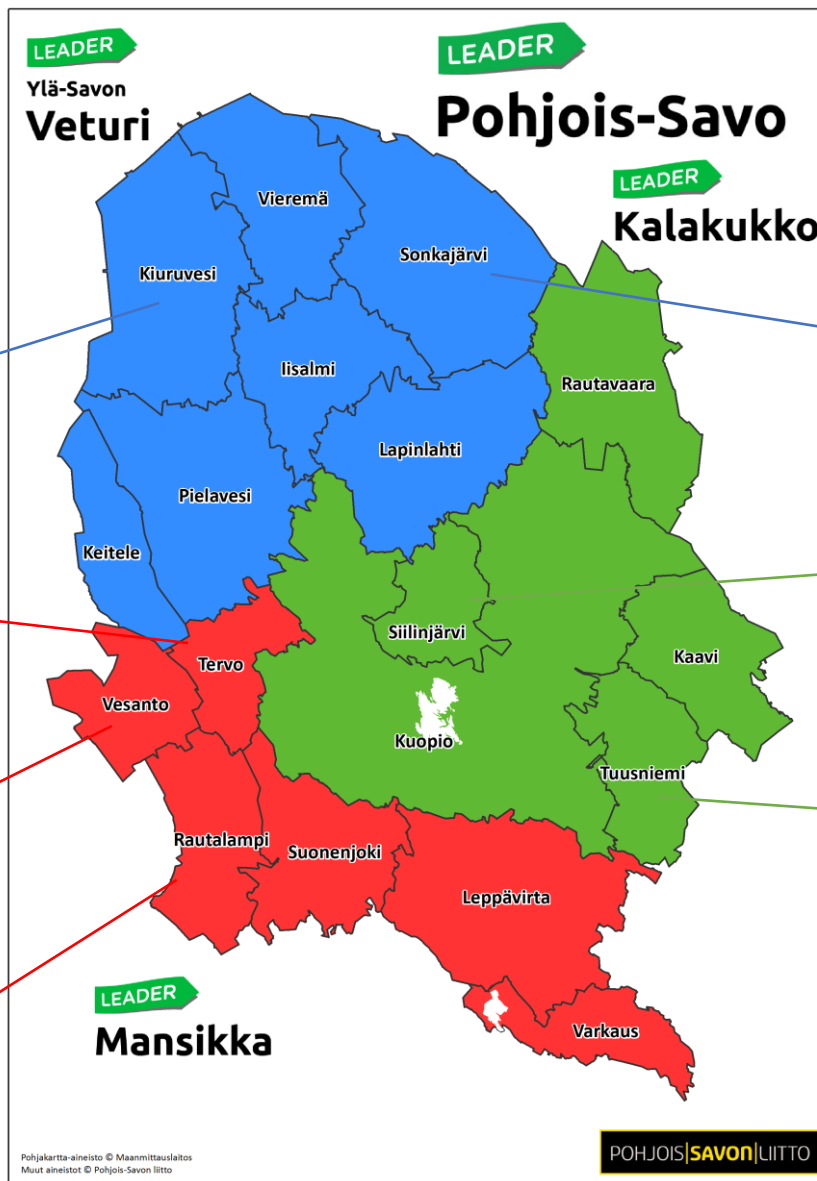 LEADER
Ylä-Savon
Veturi
LEADER
Pohjois-Savo
LEADER
Kalakukko
Vieremä
Sonkajärvi
Kiuruvesi
Iisalmi
Rautavaara
Lapinlahti
Pielavesi
Keitele
Siilinjärvi
Kaavi
Tervo
Vesanto
Kuopio
Tuusniemi
Rautalampi
Suonenjoki
Leppävirta
Varkaus
LEADER
Mansikka
Pohjakartta-aineisto © Maanmittauslaitos
Muut aineistot © Pohjois-Savon liitto
POHJOIS|SAVON|LIITTO